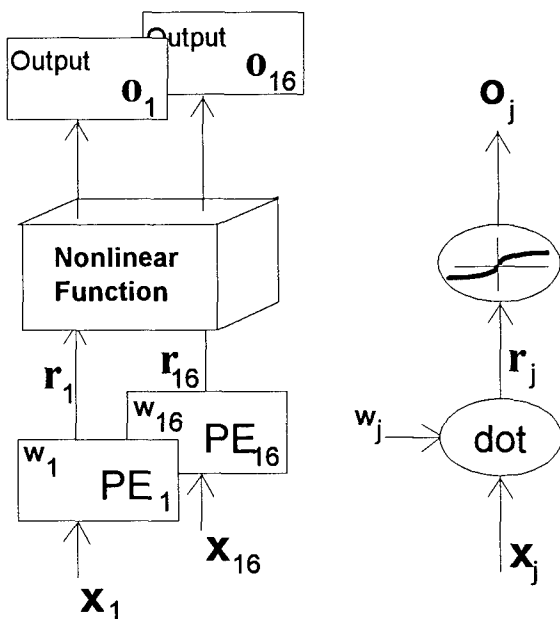 Output
o1
Output
o16
Nonlinear
Function
r1
r16
w16
PE16
w1
PE1
x16
x1
oj
rj
wj
dot
xj